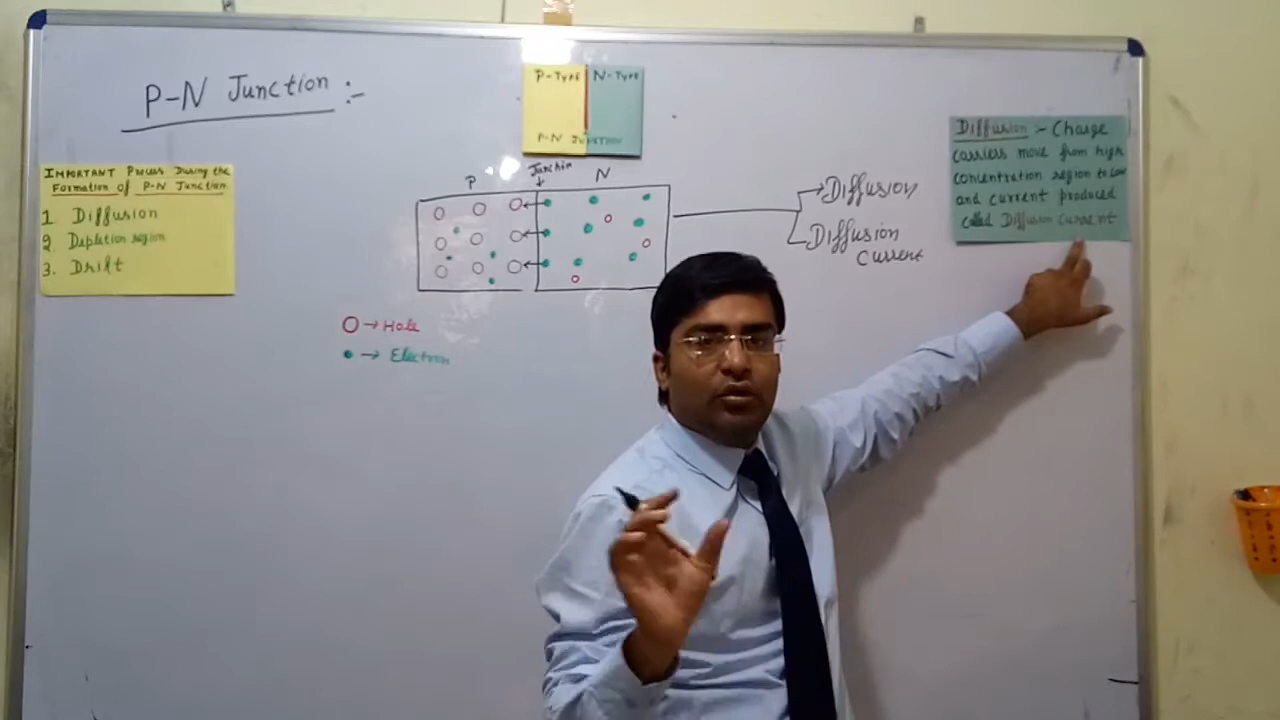 P-N Junction :-
P-TYPE N-TYPE
P-N JUNCTION
IMPORTANT Process During the
Formation of P-N Junction
1. Diffusion
2. Depletion region
3. Drift
Junction
P
N
Diffusion
Diffusion
Current
→ Hole
→ Electron
Diffusion :- Charge
carriers move from high
concentration region to low
and current produced
called Diffusion Current